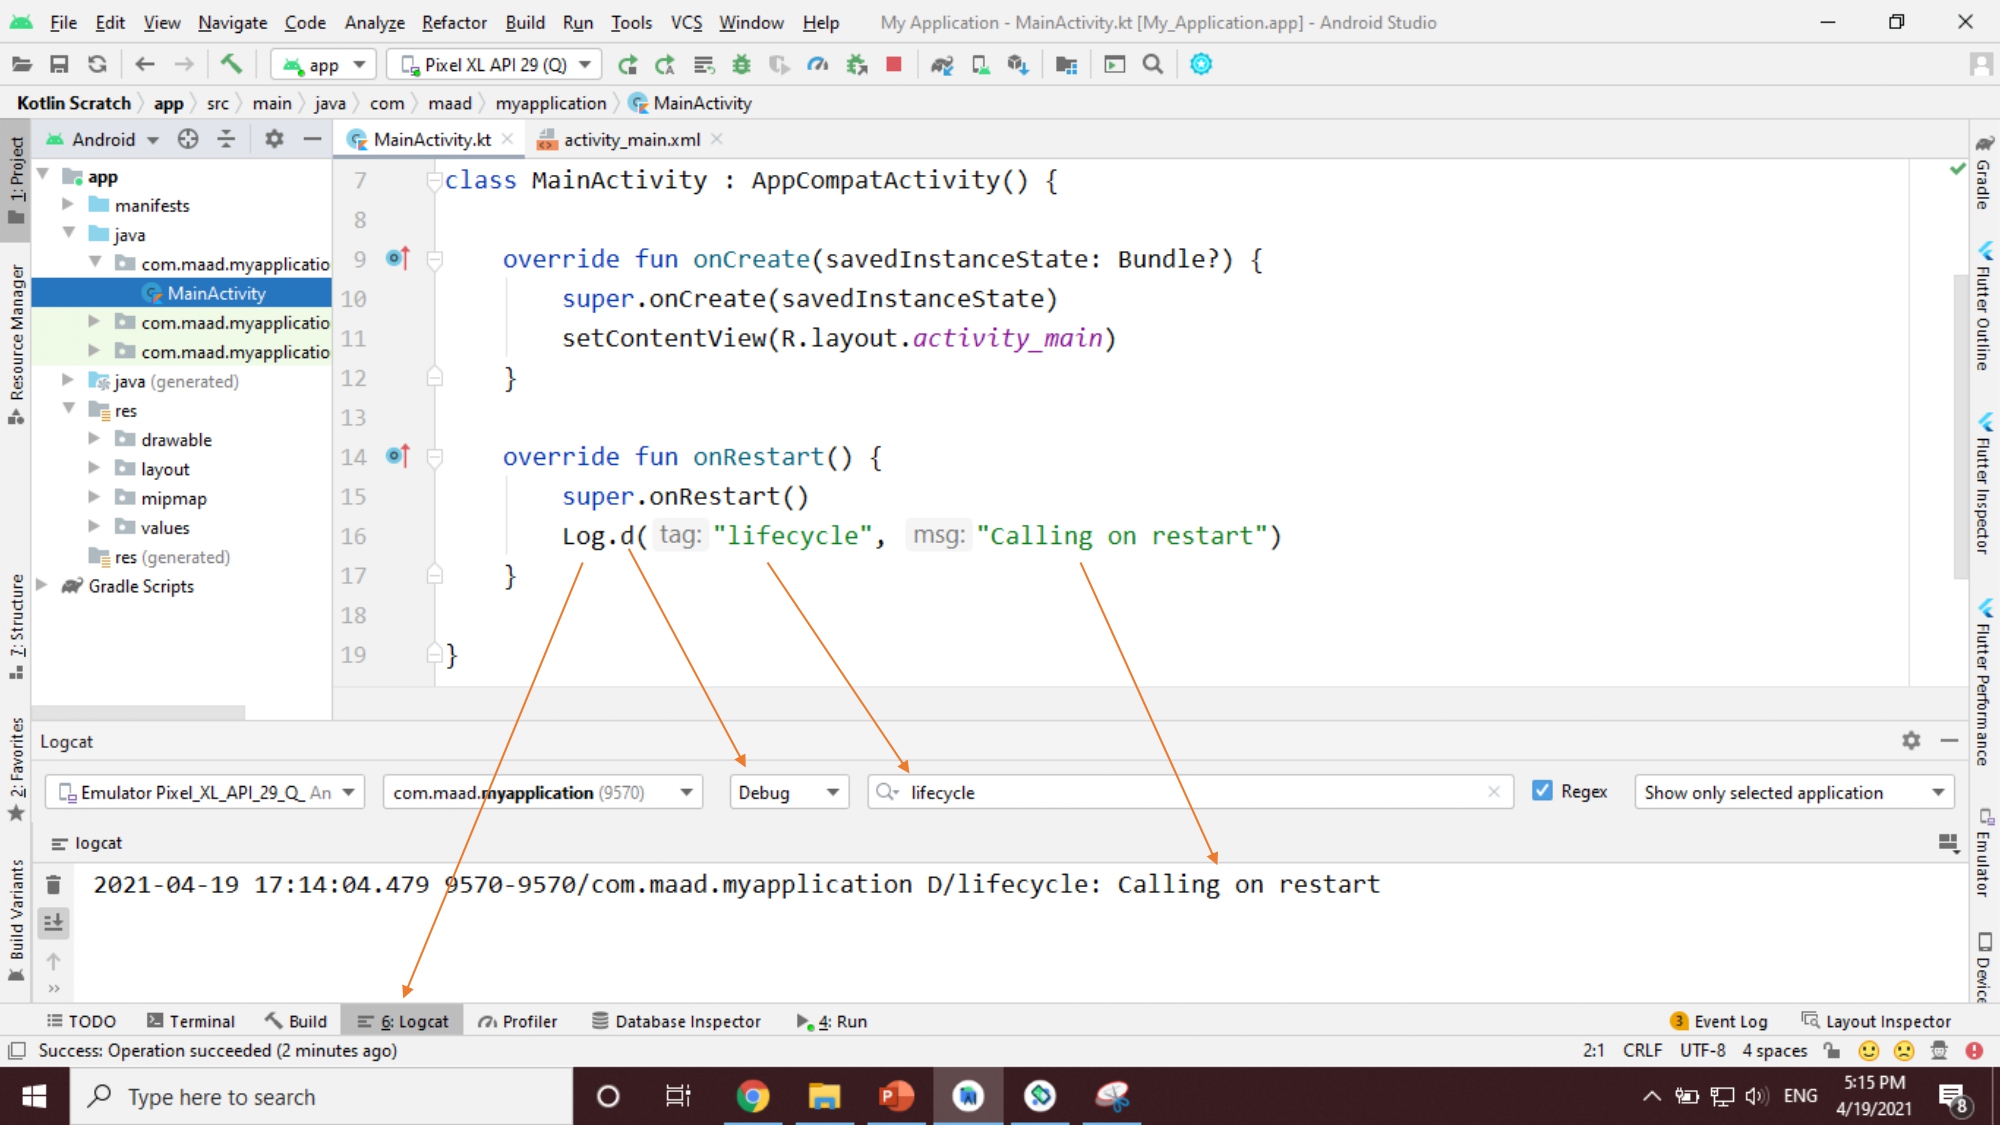 File Edit View Navigate Code Analyze Refactor Build Run Tools VCS Window Help My Application - MainActivity.kt [My_Application.app] - Android Studio
app Pixel XL API 29 (Q)
Kotlin Scratch app src main java com maad myapplication MainActivity
Android MainActivity.kt activity_main.xml
1: Project
Resource Manager
7: Structure
2: Favorites
Build Variants
app
manifests
java
com.maad.myapplicatio
MainActivity
com.maad.myapplicatio
com.maad.myapplicatio
java (generated)
res
drawable
layout
mipmap
values
res (generated)
Gradle Scripts
7 class MainActivity : AppCompatActivity() {
8
9 override fun onCreate(savedInstanceState: Bundle?) {
10 super.onCreate(savedInstanceState)
11 setContentView(R.layout.activity_main)
12 }
13
14 override fun onRestart() {
15 super.onRestart()
16 Log.d( tag: "lifecycle", msg: "Calling on restart")
17 }
18
19 }
Gradle
Flutter Outline
Flutter Inspector
Flutter Performance
Emulator
Device
Logcat
Emulator Pixel_XL_API_29_Q_ An com.maad.myapplication (9570) Debug lifecycle Regex Show only selected application
logcat
2021-04-19 17:14:04.479 9570-9570/com.maad.myapplication D/lifecycle: Calling on restart
TODO Terminal Build 6: Logcat Profiler Database Inspector 4: Run 3 Event Log Layout Inspector
Success: Operation succeeded (2 minutes ago) 2:1 CRLF UTF-8 4 spaces
Type here to search ENG 5:15 PM
4/19/2021 8